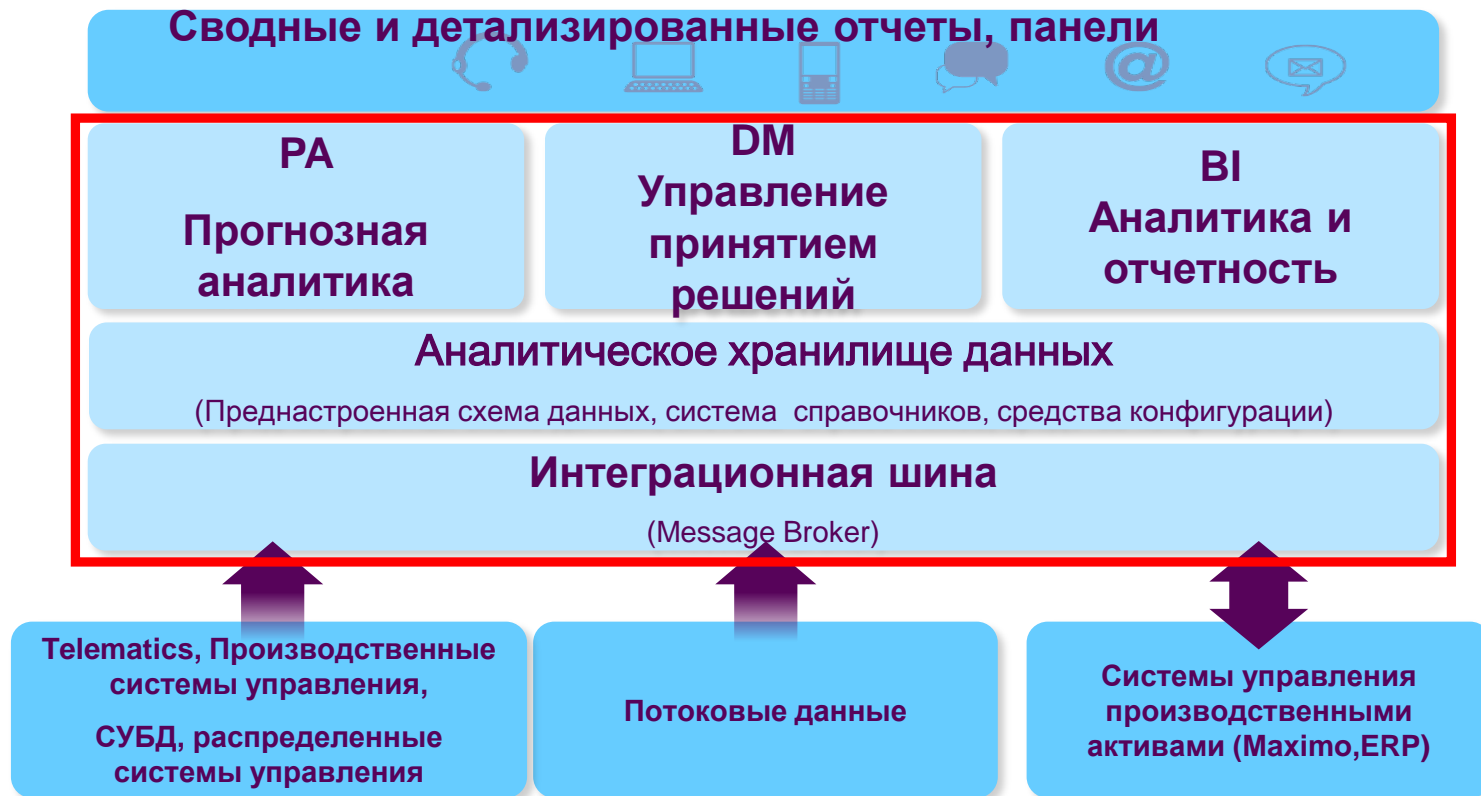 Сводные и детализированные отчеты, панели
@
PA
Прогнозная
аналитика
DM
Управление
принятием
решений
BI
Аналитика и
отчетность
Аналитическое хранилище данных
(Преднастроенная схема данных, система справочников, средства конфигурации)
Интеграционная шина
(Message Broker)
Telematics, Производственные
системы управления,
СУБД, распределенные
системы управления
Потоковые данные
Системы управления
производственными
активами (Maximo,ERP)